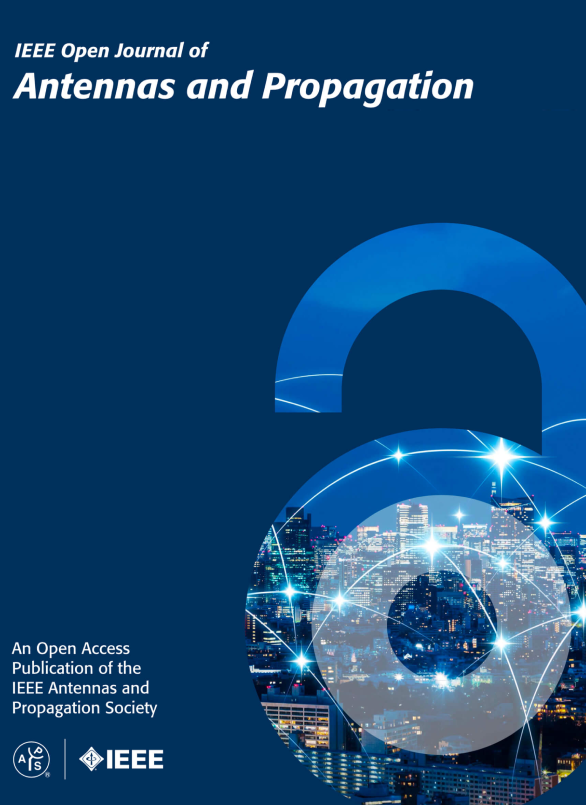 IEEE Open Journal of
Antennas and Propagation
An Open Access
Publication of the
IEEE Antennas and
Propagation Society
A P S ®
IEEE